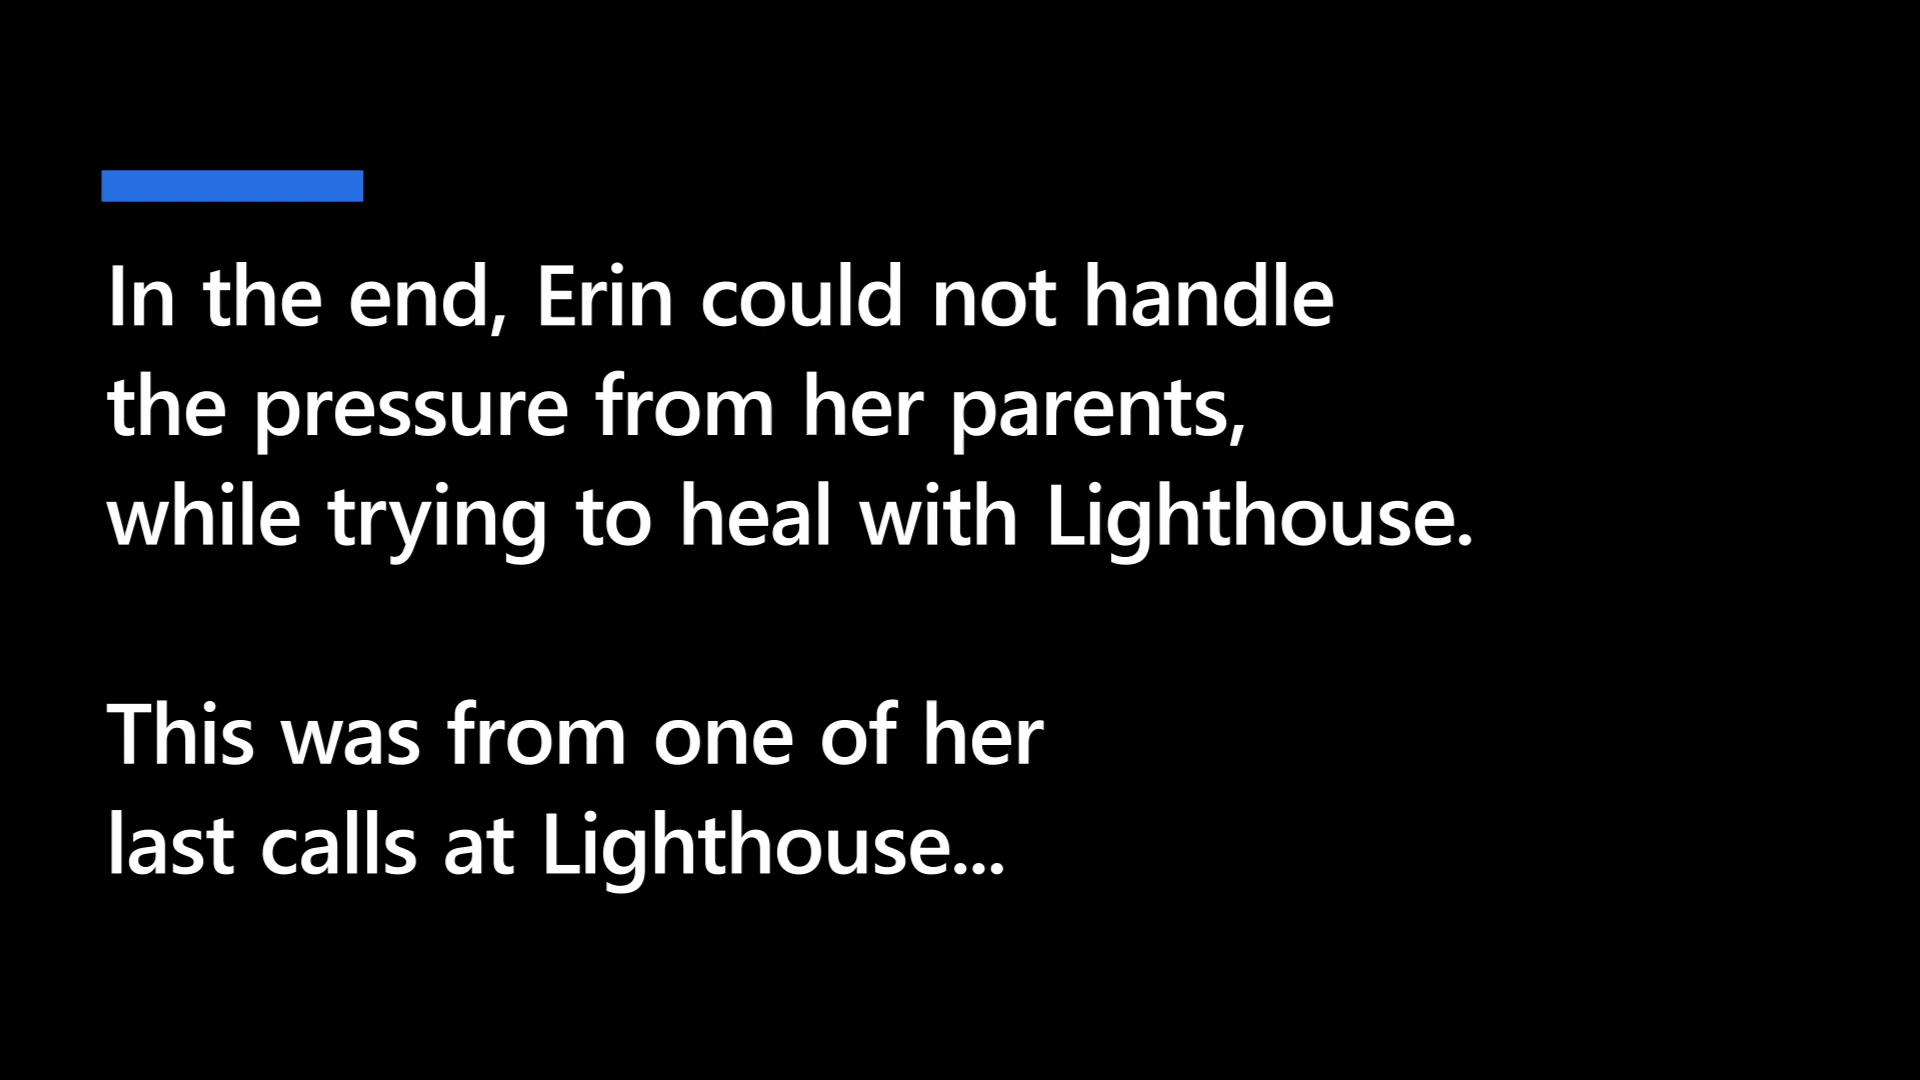 In the end, Erin could not handle
the pressure from her parents,
while trying to heal with Lighthouse.
This was from one of her
last calls at Lighthouse...